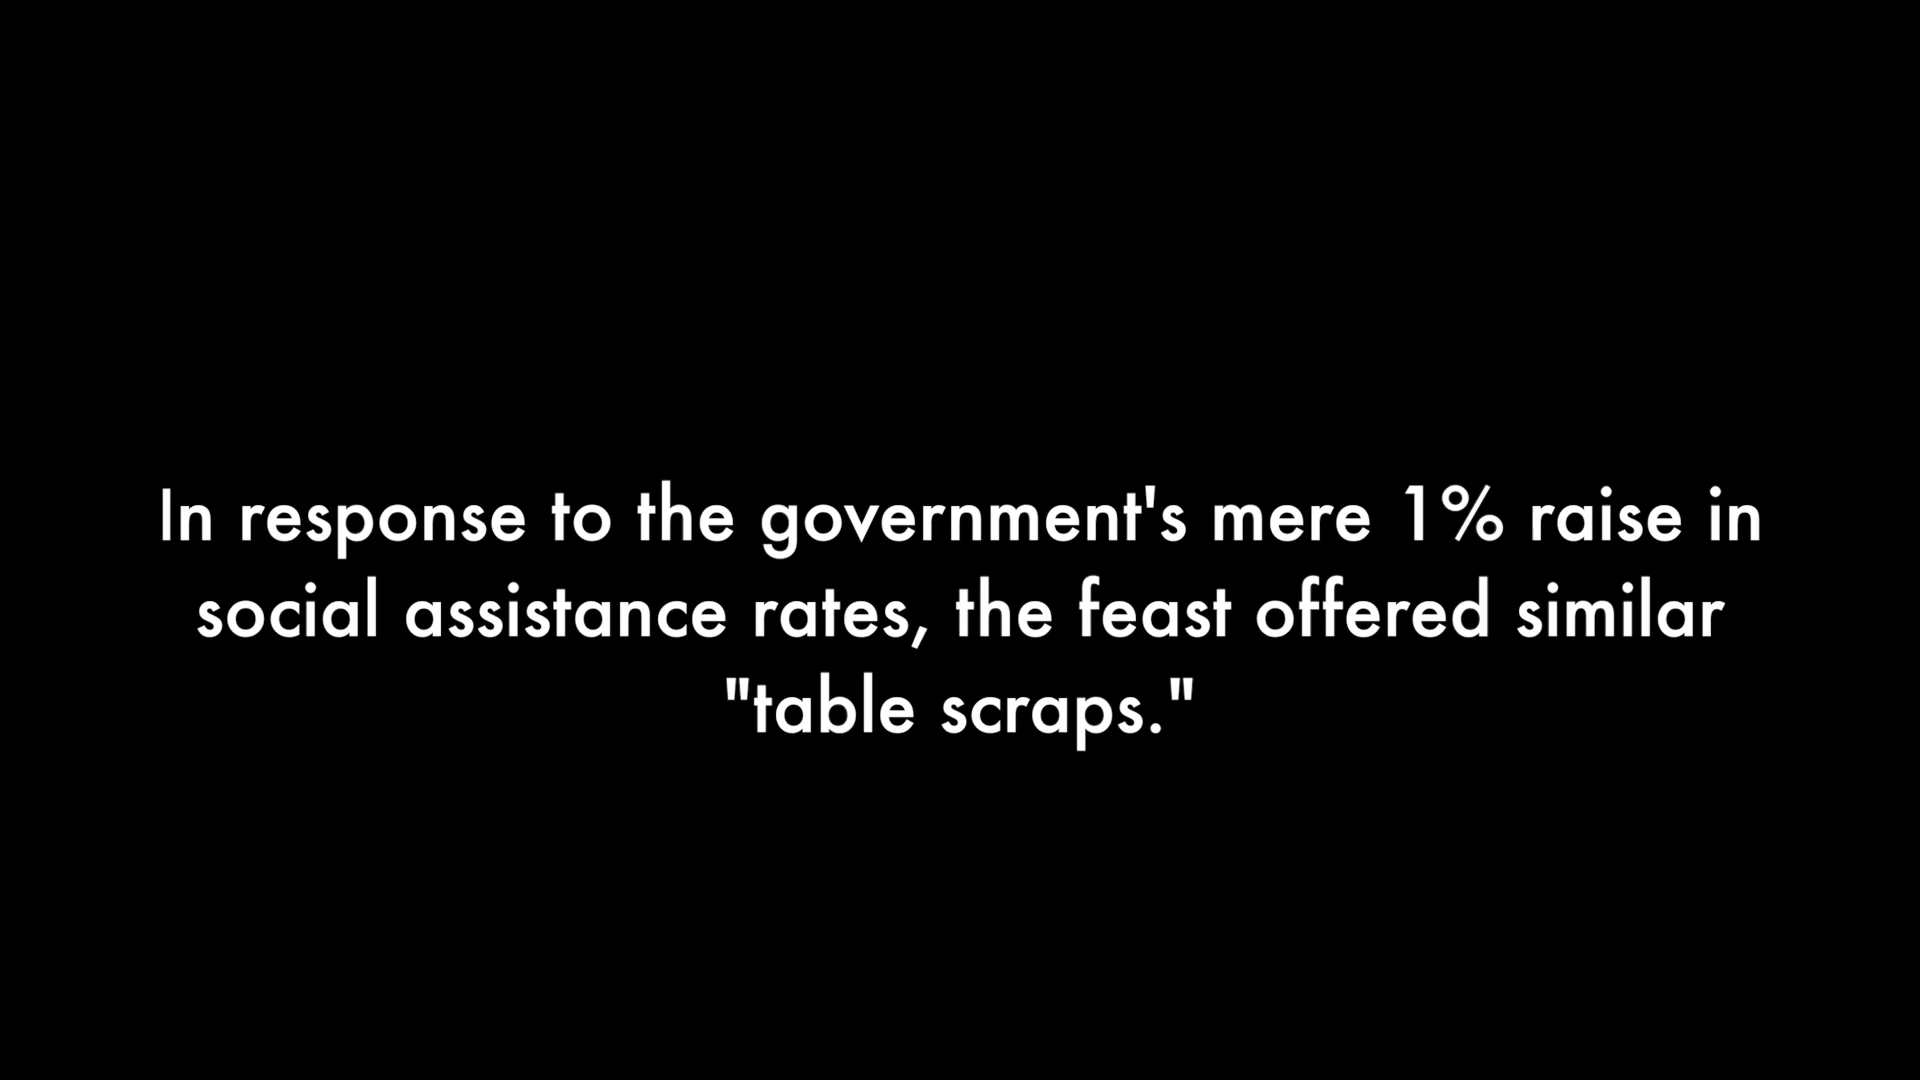 In response to the government's mere 1% raise in
social assistance rates, the feast offered similar
"table scraps."